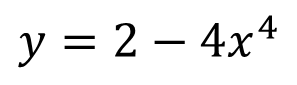 y = 2 − 4x⁴